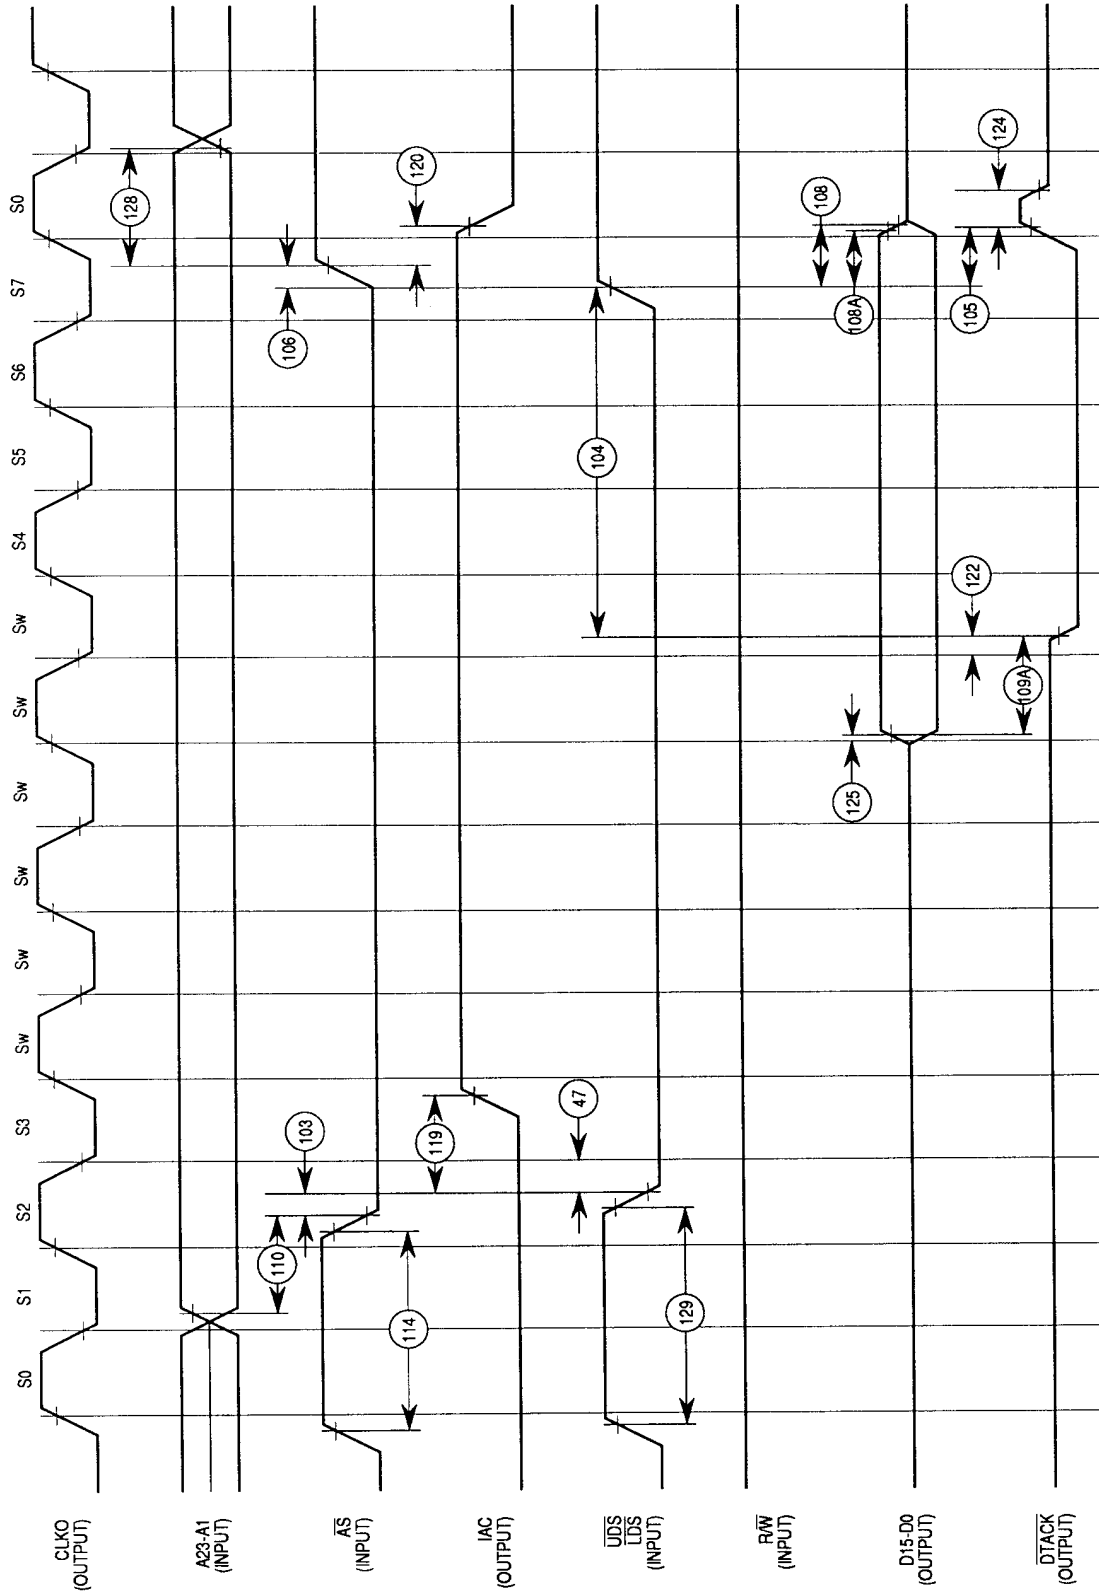 S0
S1
S2
S3
Sw
Sw
Sw
Sw
Sw
Sw
S4
S5
S6
S7
S0
CLKO
(OUTPUT)
A23-A1
(INPUT)
128
AS
(INPUT)
110
103
114
106
IAC
(OUTPUT)
119
120
UDS
LDS
(INPUT)
47
129
104
R/W
(INPUT)
D15-D0
(OUTPUT)
125
108
108A
DTACK
(OUTPUT)
109A
122
105
124